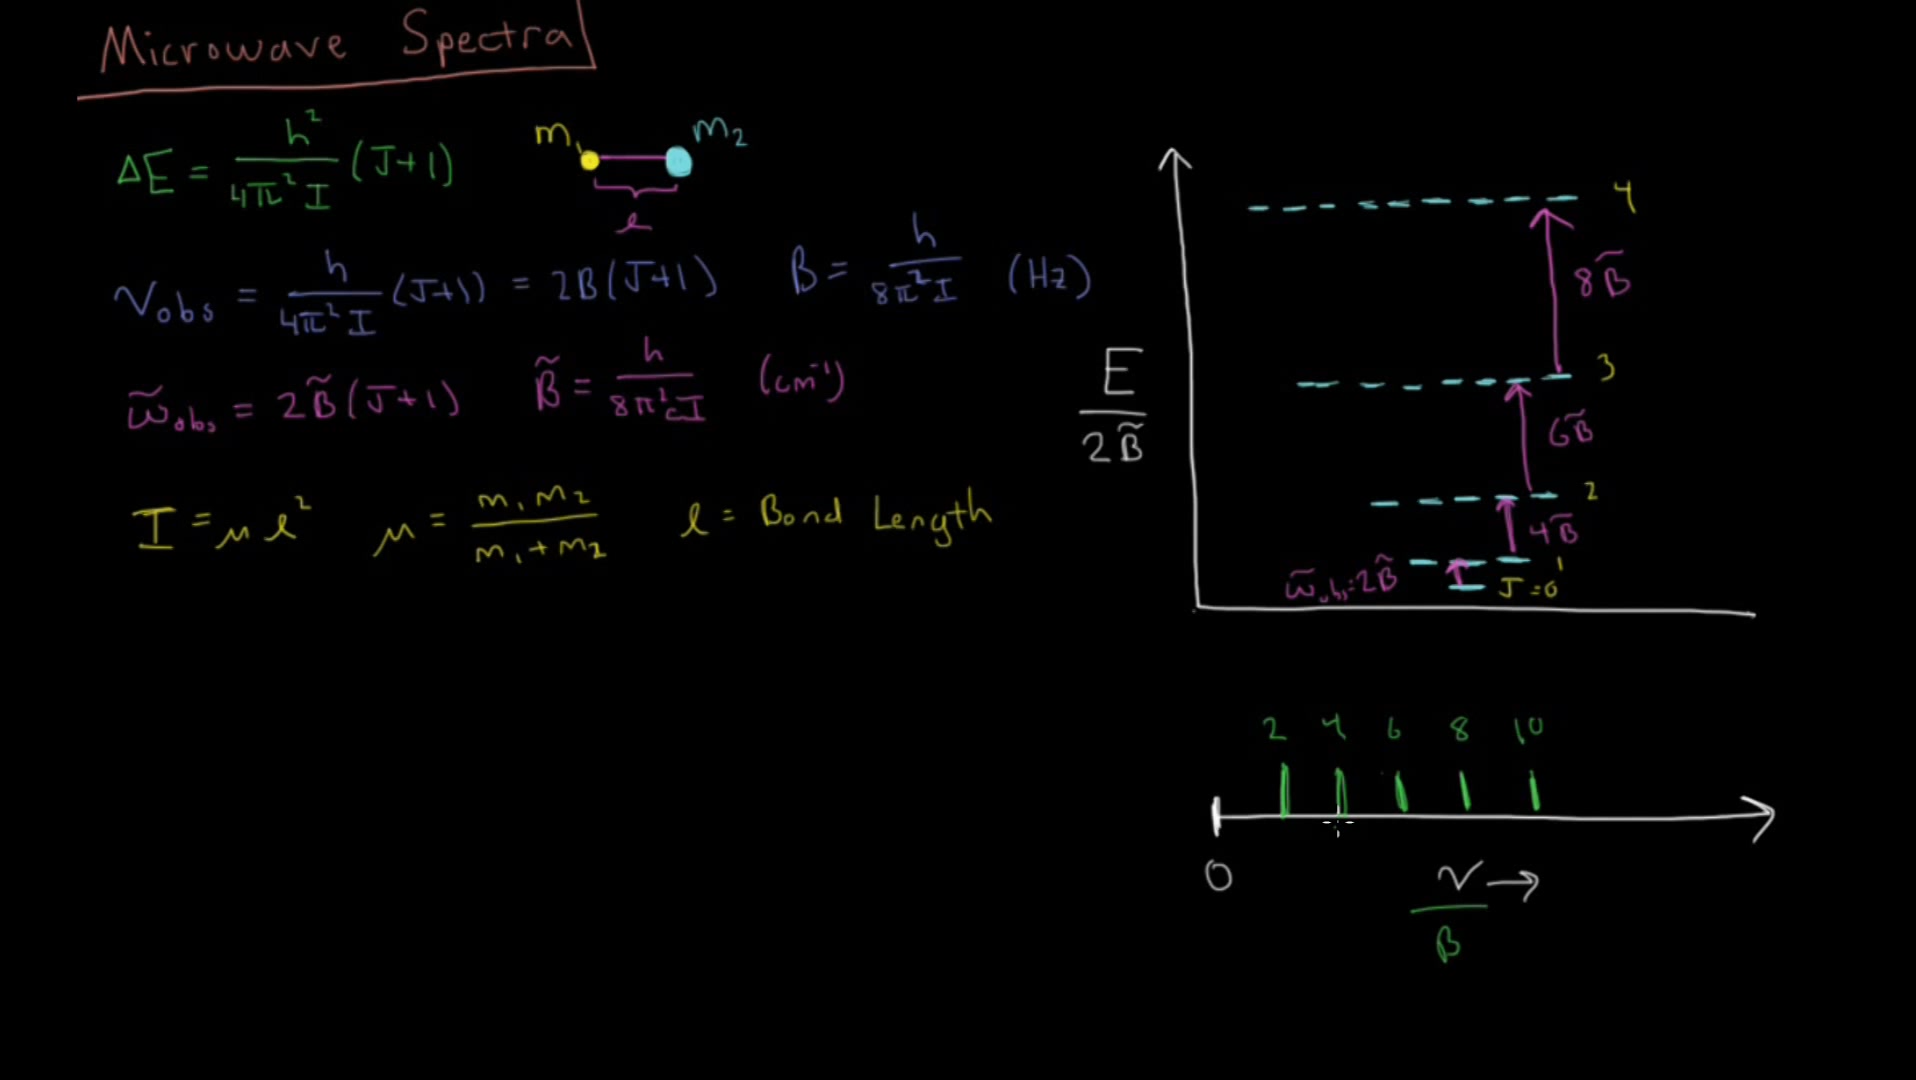 Microwave Spectra
ΔE = h² / 4π²I (J+1)
m₁ m₂
l
ν_obs = h / 4π²I (J+1) = 2B(J+1) B = h / 8π²I (Hz)
ω̃_obs = 2B̃(J+1) B̃ = h / 8π²cI (cm⁻¹)
I = μl² μ = m₁m₂ / m₁+m₂ l = Bond Length
E / 2B̃
4
8B̃
3
6B̃
2
4B̃
1
ω̃_obs=2B̃ J=0
2 4 6 8 10
0
ν / B →